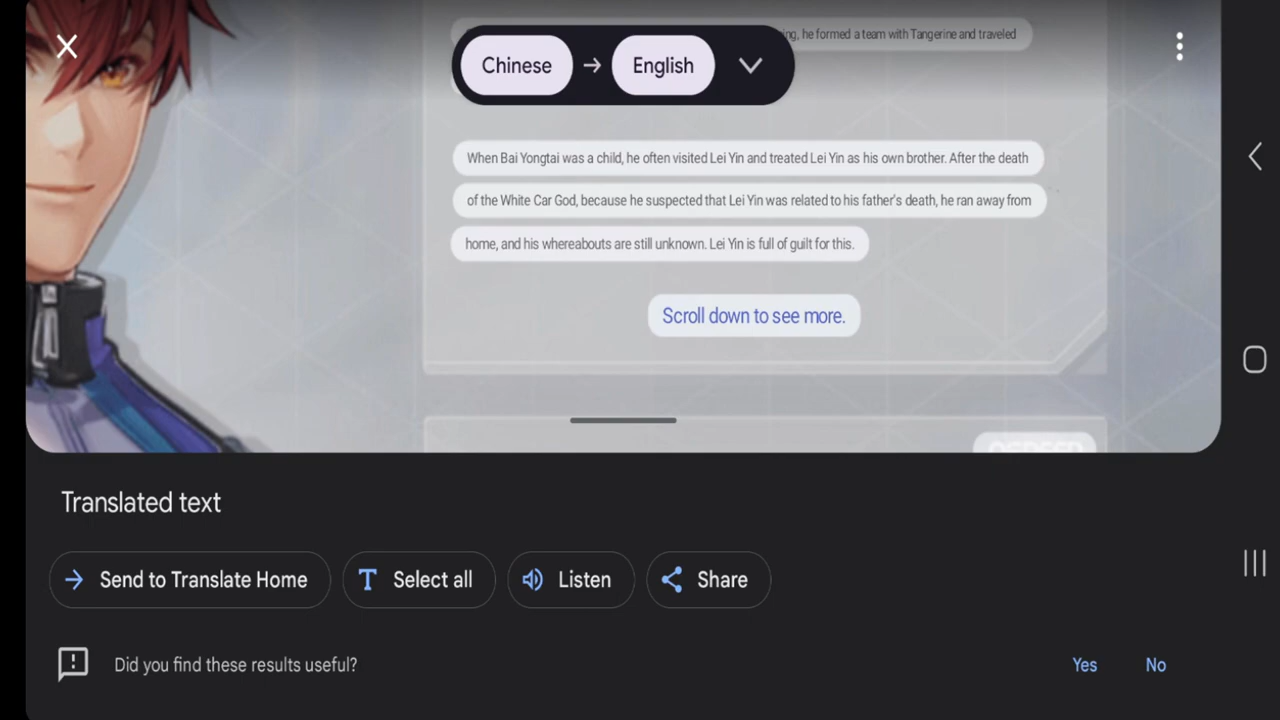 ing, he formed a team with Tangerine and traveled
Chinese → English
When Bai Yongtai was a child, he often visited Lei Yin and treated Lei Yin as his own brother. After the death
of the White Car God, because he suspected that Lei Yin was related to his father's death, he ran away from
home, and his whereabouts are still unknown. Lei Yin is full of guilt for this.
Scroll down to see more.
Translated text
Send to Translate Home
Select all
Listen
Share
Did you find these results useful?
Yes
No